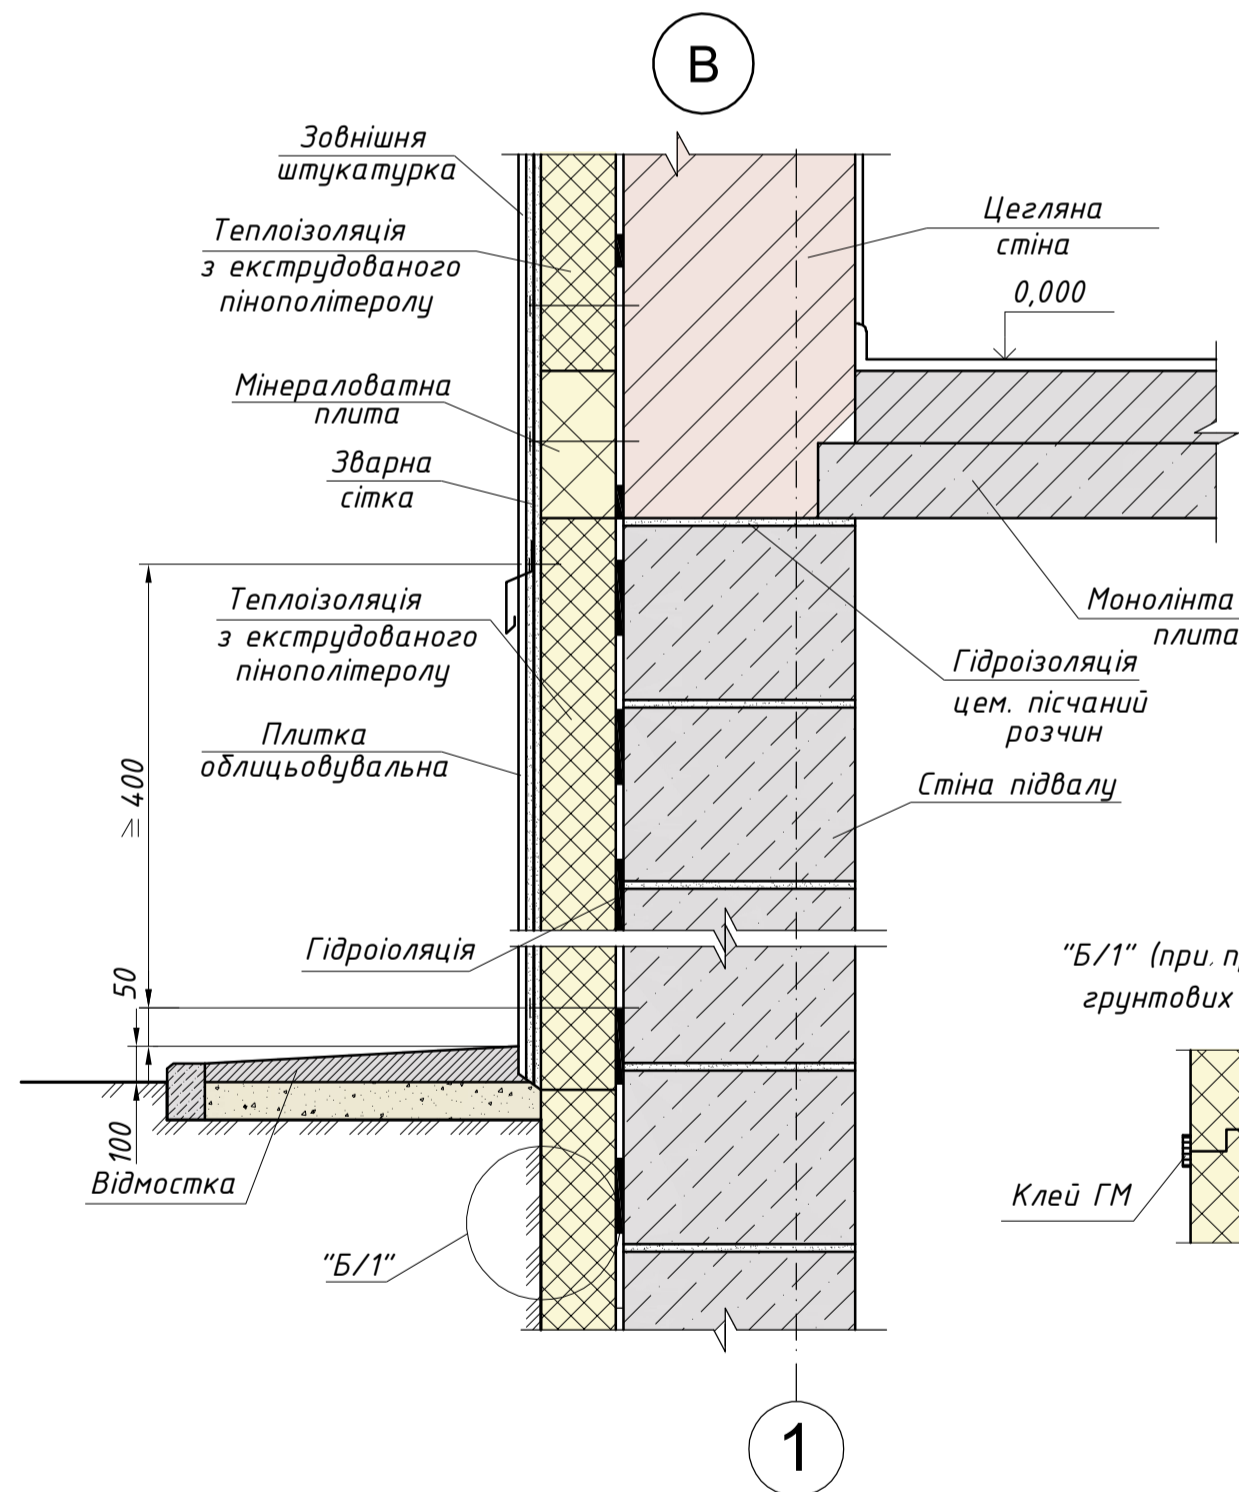 В
Зовнішня
штукатурка
Теплоізоляція
з екструдованого
пінополітеролу
Мінераловатна
плита
Зварна
сітка
Теплоізоляція
з екструдованого
пінополітеролу
Плитка
облицьовувальна
≥ 400
50
100
Гідроіоляція
Відмостка
"Б/1"
Цегляна
стіна
0,000
Монолінта
плита
Гідроізоляція
цем. пісчаний
розчин
Стіна підвалу
"Б/1" (при
грунтових
Клей ГМ
1